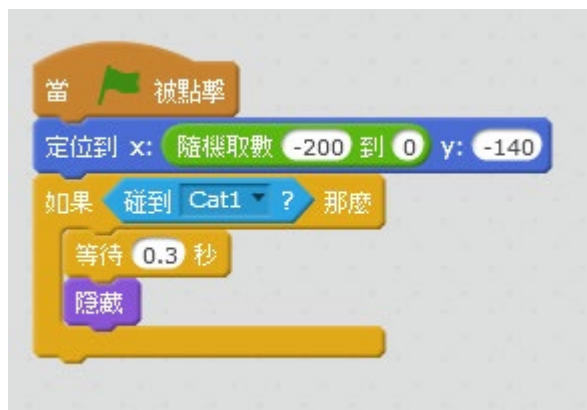 當 被點擊
定位到 x: 隨機取數 -200 到 0 y: -140
如果 碰到 Cat1 ? 那麼
等待 0.3 秒
隱藏